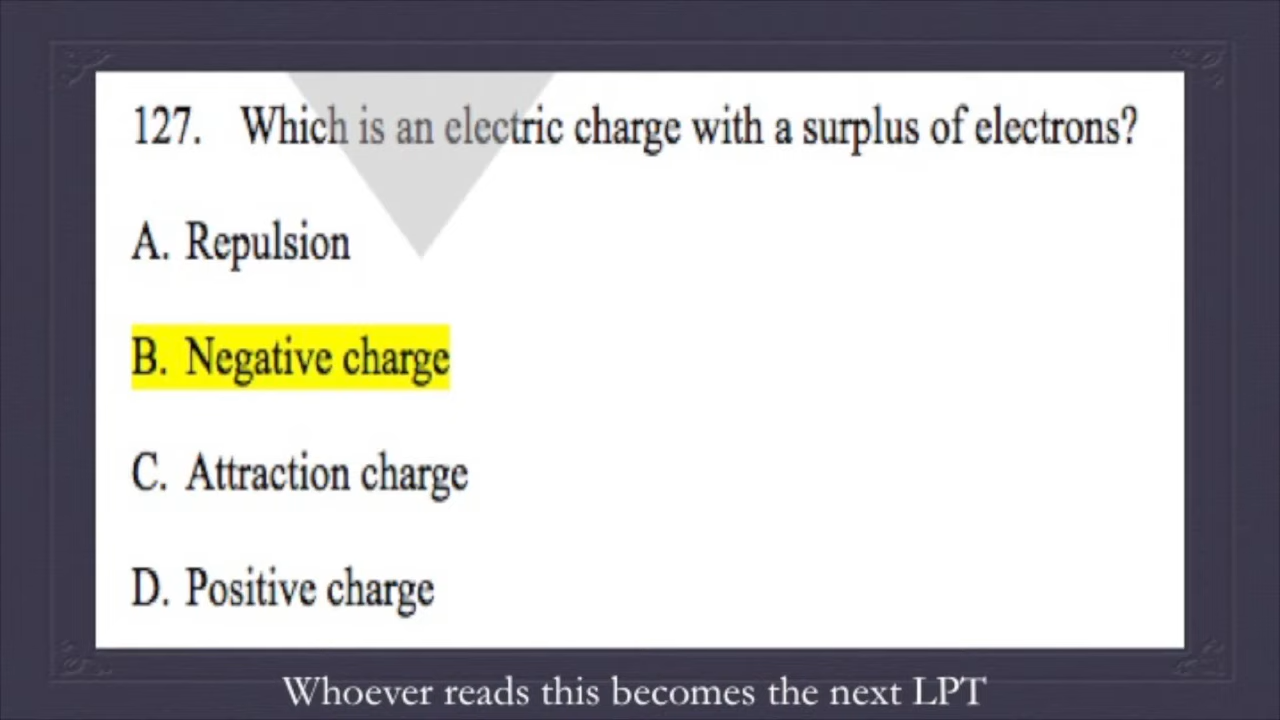 127. Which is an electric charge with a surplus of electrons?
A. Repulsion
B. Negative charge
C. Attraction charge
D. Positive charge
Whoever reads this becomes the next LPT